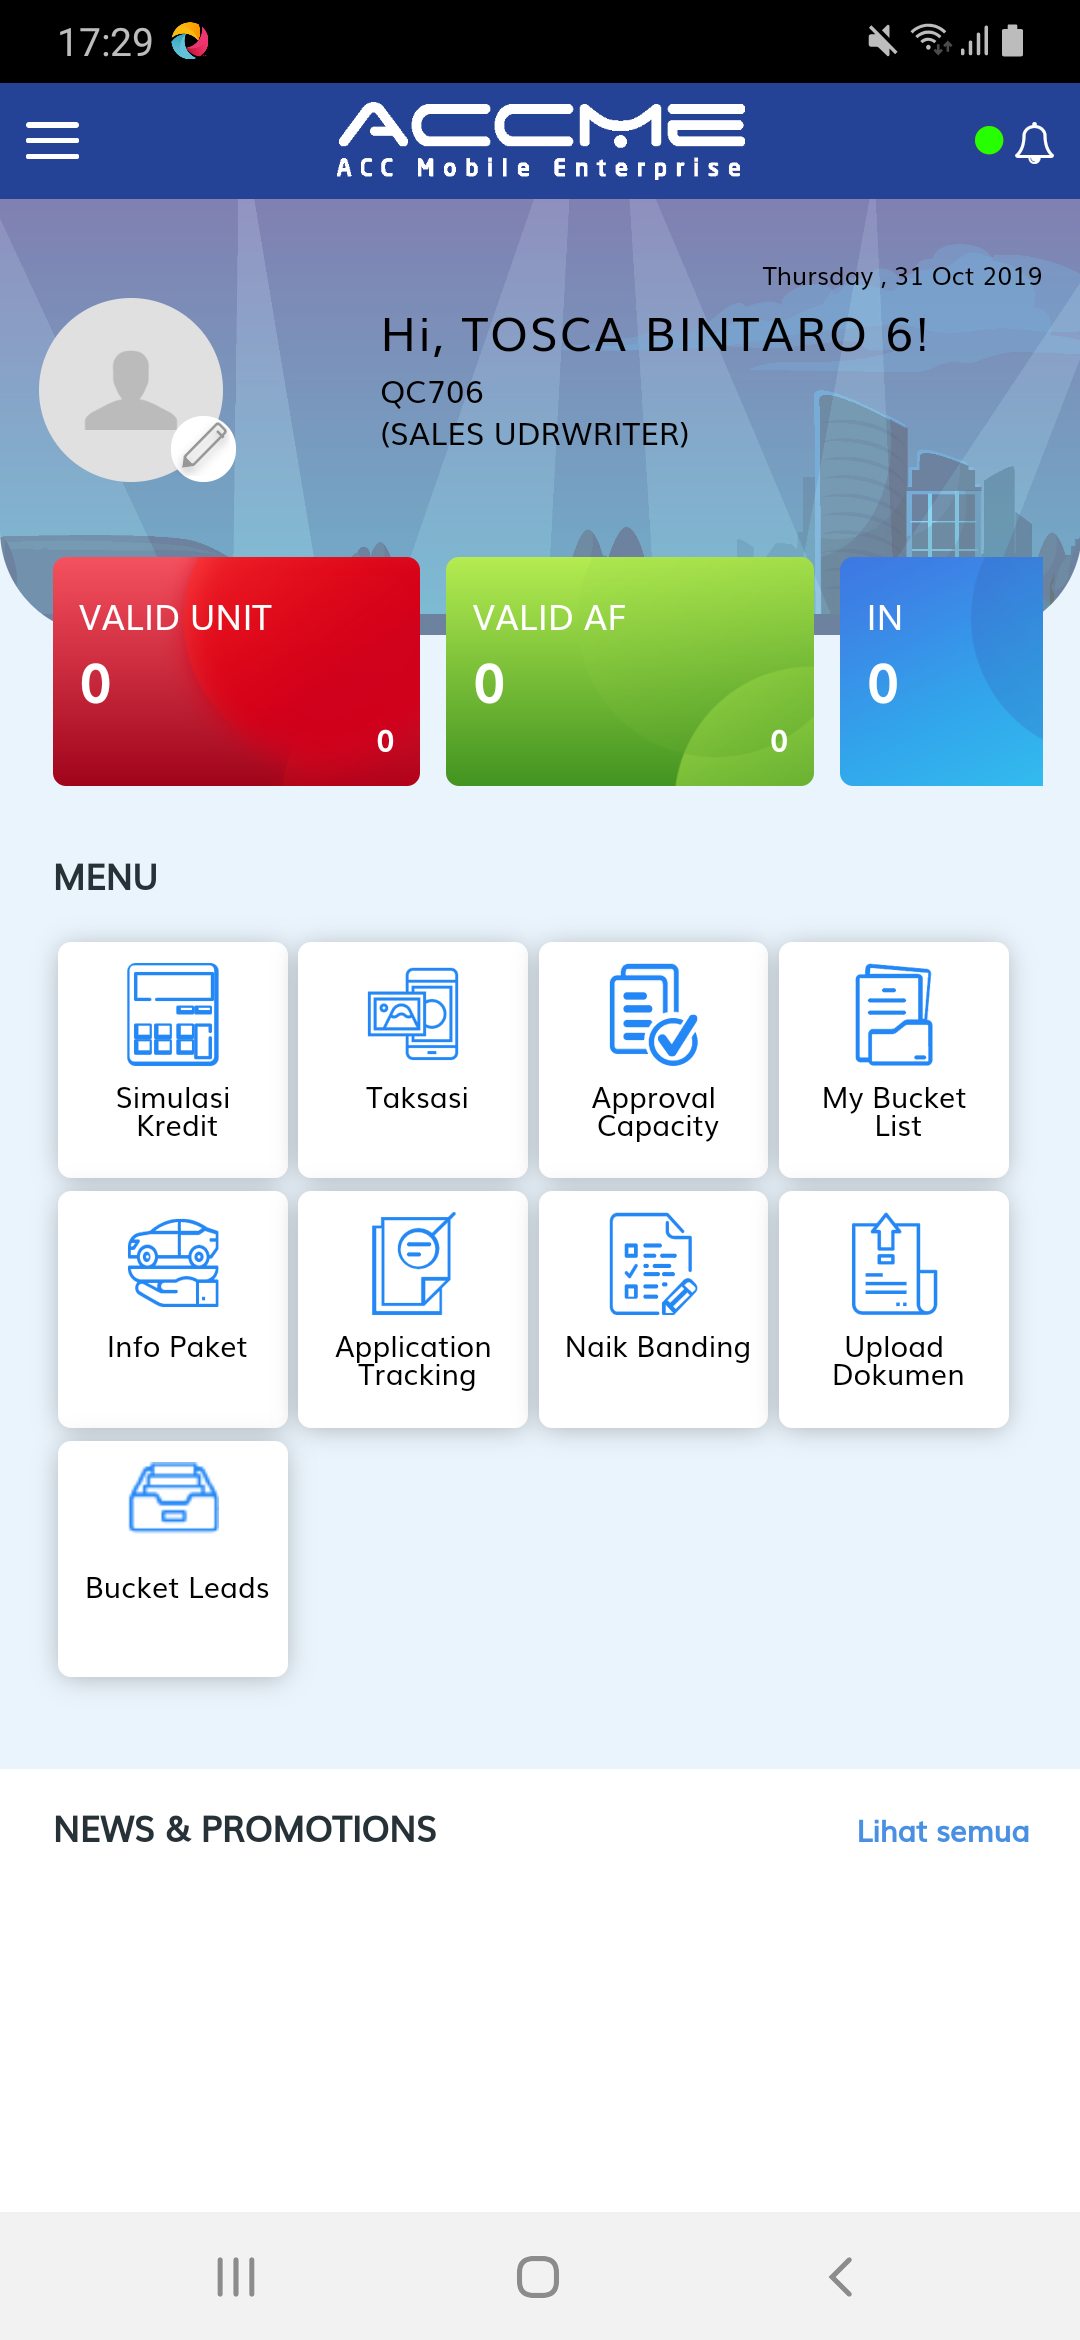 17:29
ACCME
ACC Mobile Enterprise
Thursday , 31 Oct 2019
Hi, TOSCA BINTARO 6!
QC706
(SALES UDRWRITER)
VALID UNIT
0
0
VALID AF
0
0
IN
0
MENU
Simulasi
Kredit
Taksasi
Approval
Capacity
My Bucket
List
Info Paket
Application
Tracking
Naik Banding
Upload
Dokumen
Bucket Leads
NEWS & PROMOTIONS
Lihat semua